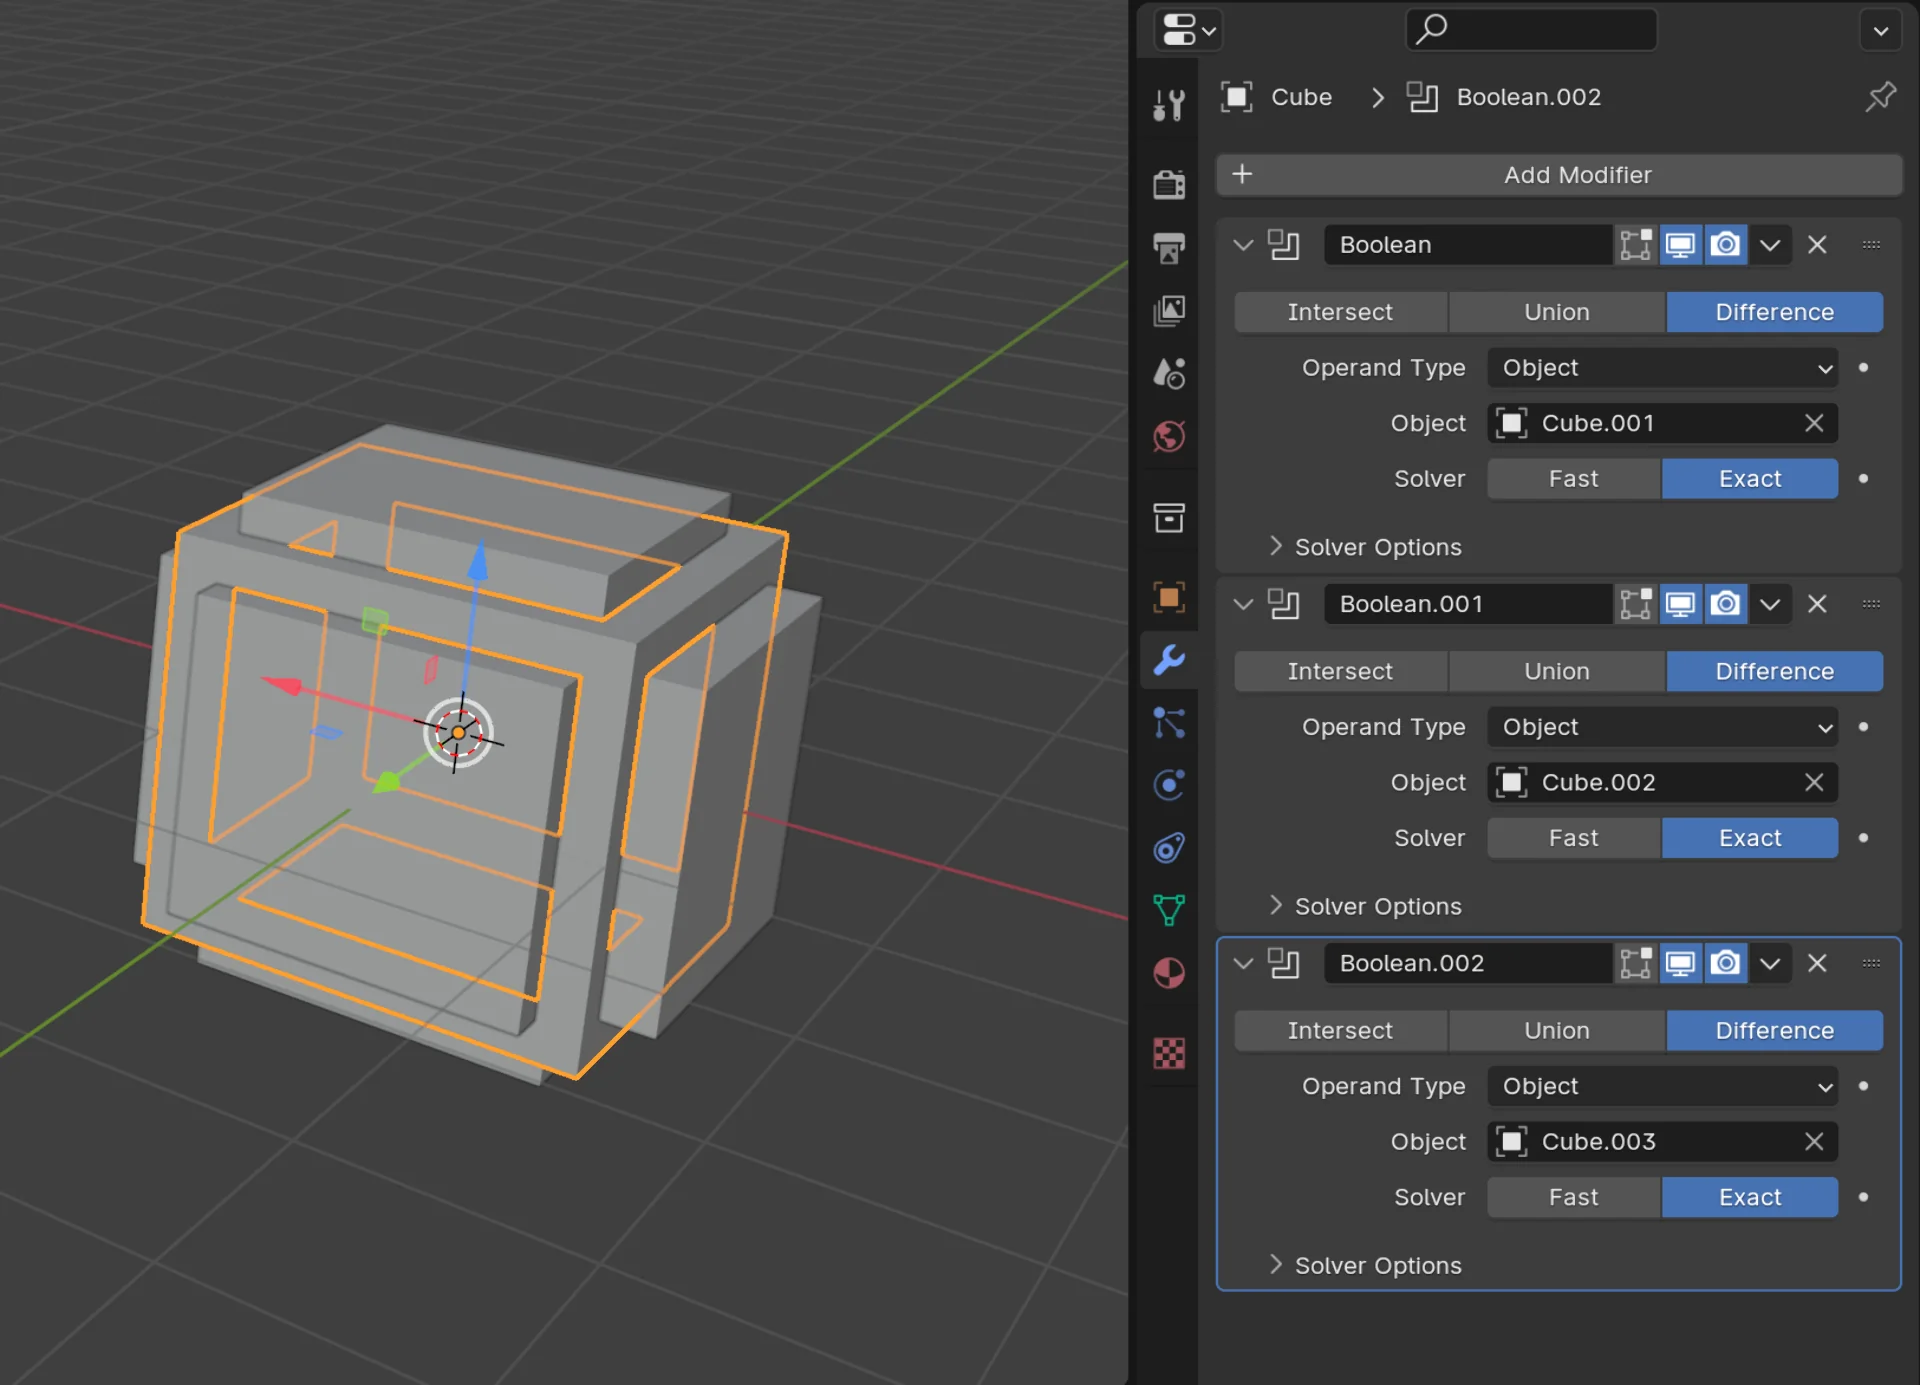 Cube > Boolean.002
Add Modifier
Boolean
Intersect Union Difference
Operand Type Object
Object Cube.001
Solver Fast Exact
Solver Options
Boolean.001
Intersect Union Difference
Operand Type Object
Object Cube.002
Solver Fast Exact
Solver Options
Boolean.002
Intersect Union Difference
Operand Type Object
Object Cube.003
Solver Fast Exact
Solver Options